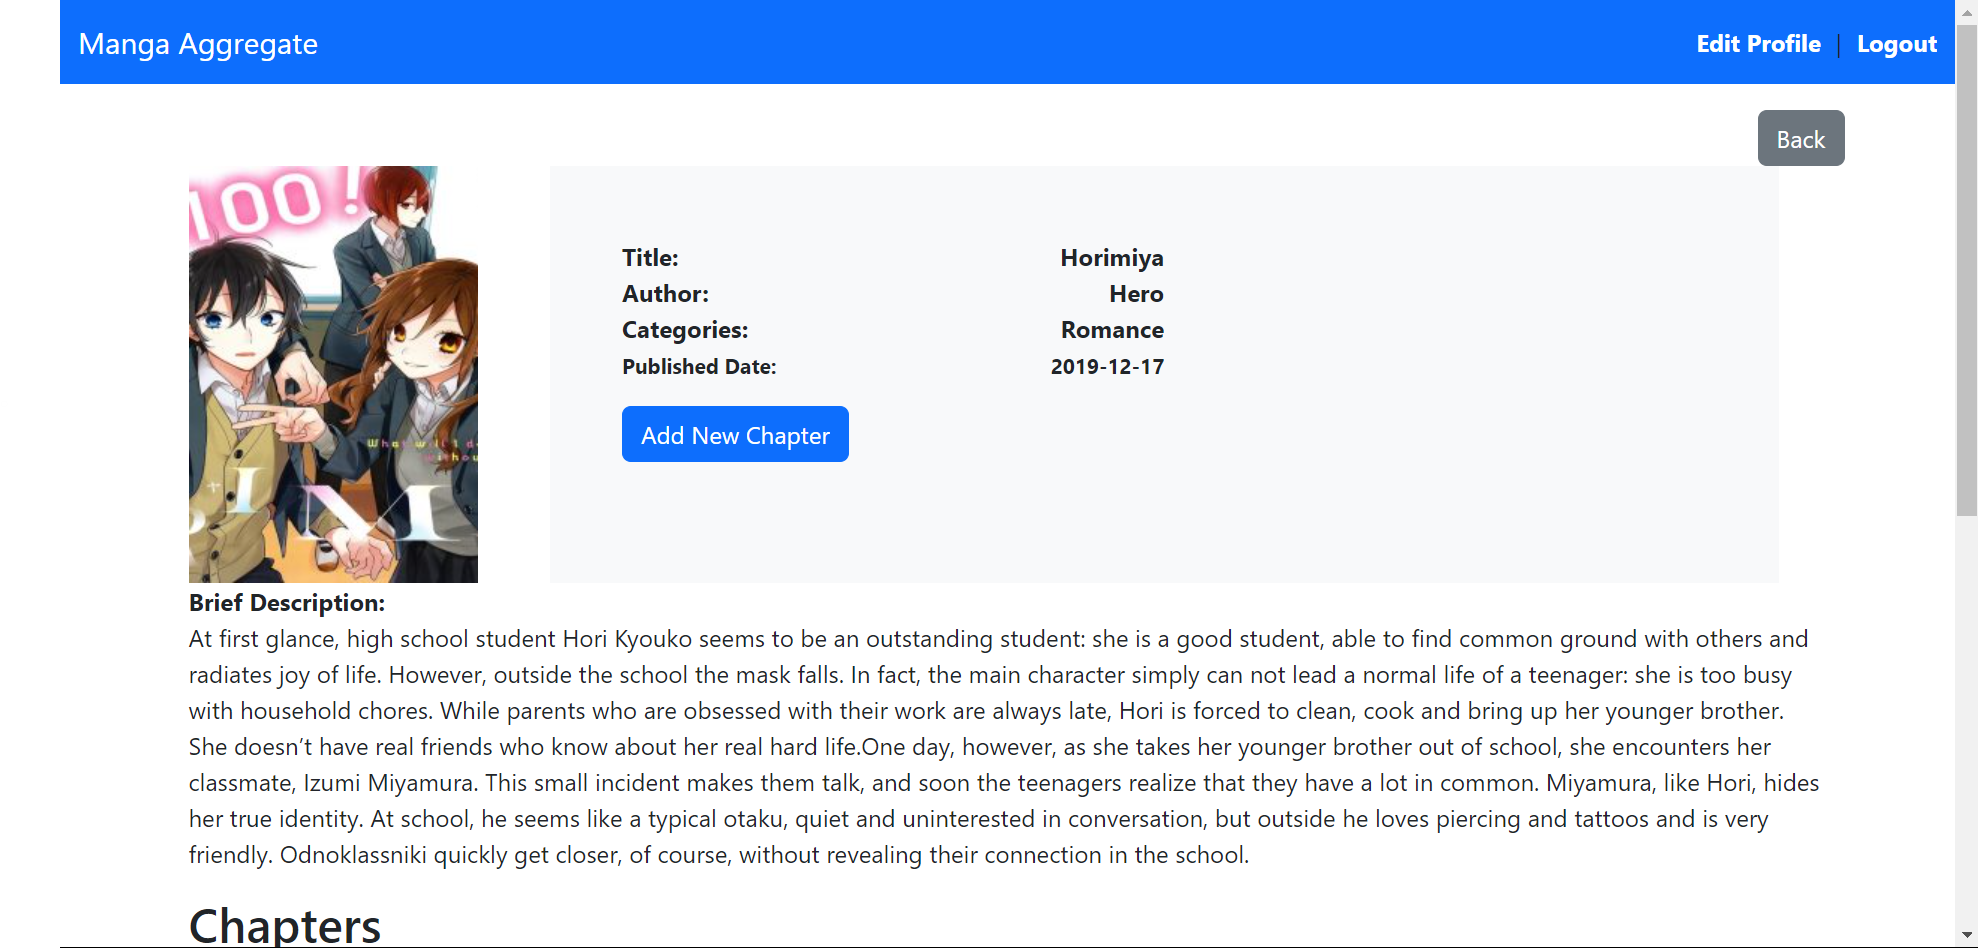 Manga Aggregate
Edit Profile | Logout
Back
100!
Title: Horimiya
Author: Hero
Categories: Romance
Published Date: 2019-12-17
Add New Chapter
IM
Brief Description:
At first glance, high school student Hori Kyouko seems to be an outstanding student: she is a good student, able to find common ground with others and
radiates joy of life. However, outside the school the mask falls. In fact, the main character simply can not lead a normal life of a teenager: she is too busy
with household chores. While parents who are obsessed with their work are always late, Hori is forced to clean, cook and bring up her younger brother.
She doesn’t have real friends who know about her real hard life.One day, however, as she takes her younger brother out of school, she encounters her
classmate, Izumi Miyamura. This small incident makes them talk, and soon the teenagers realize that they have a lot in common. Miyamura, like Hori, hides
her true identity. At school, he seems like a typical otaku, quiet and uninterested in conversation, but outside he loves piercing and tattoos and is very
friendly. Odnoklassniki quickly get closer, of course, without revealing their connection in the school.
Chapters